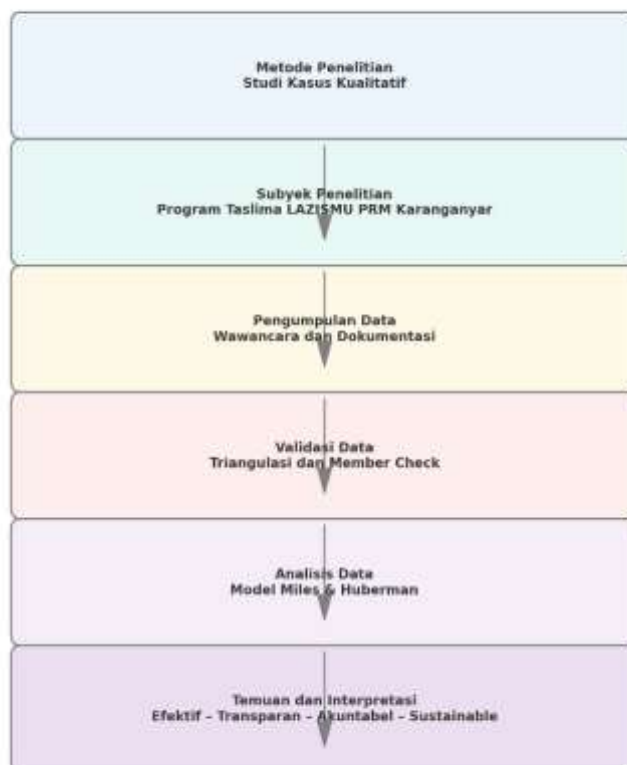 Metode Penelitian
Studi Kasus Kualitatif
Subyek Penelitian
Program Taslima LAZISMU PRM Karanganyar
Pengumpulan Data
Wawancara dan Dokumentasi
Validasi Data
Triangulasi dan Member Check
Analisis Data
Model Miles & Huberman
Temuan dan Interpretasi
Efektif – Transparan – Akuntabel – Sustainable